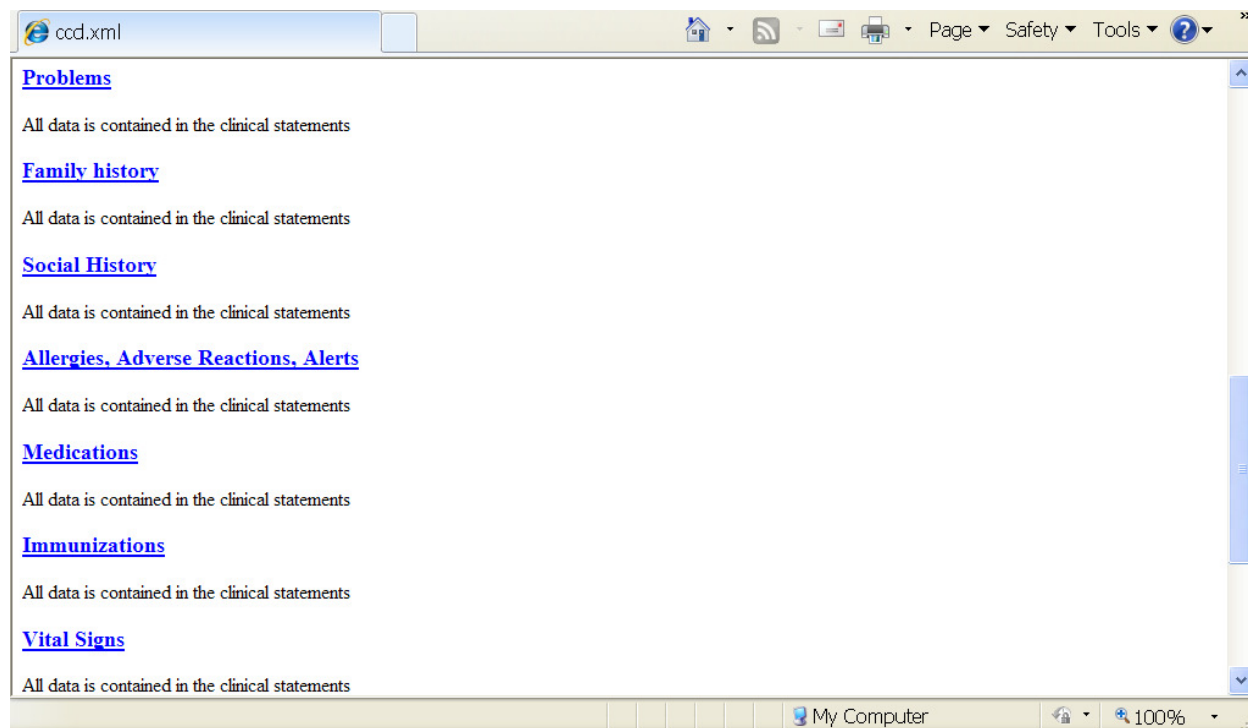 ccd.xml
Page Safety Tools
Problems
All data is contained in the clinical statements
Family history
All data is contained in the clinical statements
Social History
All data is contained in the clinical statements
Allergies, Adverse Reactions, Alerts
All data is contained in the clinical statements
Medications
All data is contained in the clinical statements
Immunizations
All data is contained in the clinical statements
Vital Signs
All data is contained in the clinical statements
My Computer 100%